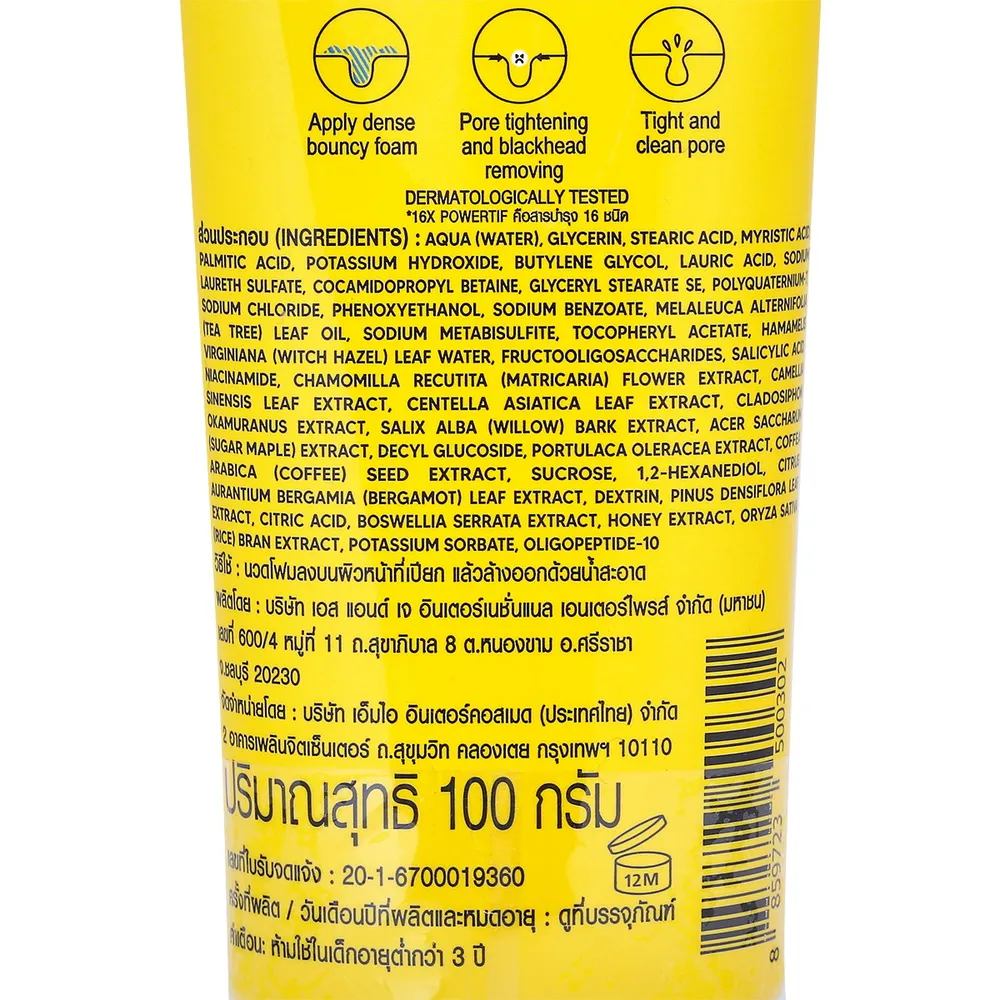 Apply dense
bouncy foam
Pore tightening
and blackhead
removing
Tight and
clean pore
DERMATOLOGICALLY TESTED
*16X POWERTIF คือสารบำรุง 16 ชนิด
ส่วนประกอบ (INGREDIENTS) : AQUA (WATER), GLYCERIN, STEARIC ACID, MYRISTIC ACID,
PALMITIC ACID, POTASSIUM HYDROXIDE, BUTYLENE GLYCOL, LAURIC ACID, SODIUM
LAURETH SULFATE, COCAMIDOPROPYL BETAINE, GLYCERYL STEARATE SE, POLYQUATERNIUM-7,
SODIUM CHLORIDE, PHENOXYETHANOL, SODIUM BENZOATE, MELALEUCA ALTERNIFOLIA
(TEA TREE) LEAF OIL, SODIUM METABISULFITE, TOCOPHERYL ACETATE, HAMAMELIS
VIRGINIANA (WITCH HAZEL) LEAF WATER, FRUCTOOLIGOSACCHARIDES, SALICYLIC ACID,
NIACINAMIDE, CHAMOMILLA RECUTITA (MATRICARIA) FLOWER EXTRACT, CAMELLIA
SINENSIS LEAF EXTRACT, CENTELLA ASIATICA LEAF EXTRACT, CLADOSIPHON
OKAMURANUS EXTRACT, SALIX ALBA (WILLOW) BARK EXTRACT, ACER SACCHARUM
(SUGAR MAPLE) EXTRACT, DECYL GLUCOSIDE, PORTULACA OLERACEA EXTRACT, COFFEA
ARABICA (COFFEE) SEED EXTRACT, SUCROSE, 1,2-HEXANEDIOL, CITRUS
AURANTIUM BERGAMIA (BERGAMOT) LEAF EXTRACT, DEXTRIN, PINUS DENSIFLORA LEAF
EXTRACT, CITRIC ACID, BOSWELLIA SERRATA EXTRACT, HONEY EXTRACT, ORYZA SATIVA
(RICE) BRAN EXTRACT, POTASSIUM SORBATE, OLIGOPEPTIDE-10
วิธีใช้ : นวดโฟมลงบนผิวหน้าที่เปียก แล้วล้างออกด้วยน้ำสะอาด
ผลิตโดย : บริษัท เอส แอนด์ เจ อินเตอร์เนชั่นแนล เอนเตอร์ไพรส์ จำกัด (มหาชน)
เลขที่ 600/4 หมู่ที่ 11 ถ.สุขาภิบาล 8 ต.หนองขาม อ.ศรีราชา
จ.ชลบุรี 20230
จัดจำหน่ายโดย : บริษัท เอ็มไอ อินเตอร์คอสเมด (ประเทศไทย) จำกัด
2 อาคารเพลินจิตเซ็นเตอร์ ถ.สุขุมวิท คลองเตย กรุงเทพฯ 10110
ปริมาณสุทธิ 100 กรัม
เลขที่ใบรับจดแจ้ง : 20-1-6700019360
12M
ครั้งที่ผลิต / วันเดือนปีที่ผลิตและหมดอายุ : ดูที่บรรจุภัณฑ์
คำเตือน: ห้ามใช้ในเด็กอายุต่ำกว่า 3 ปี
8 859723 500302